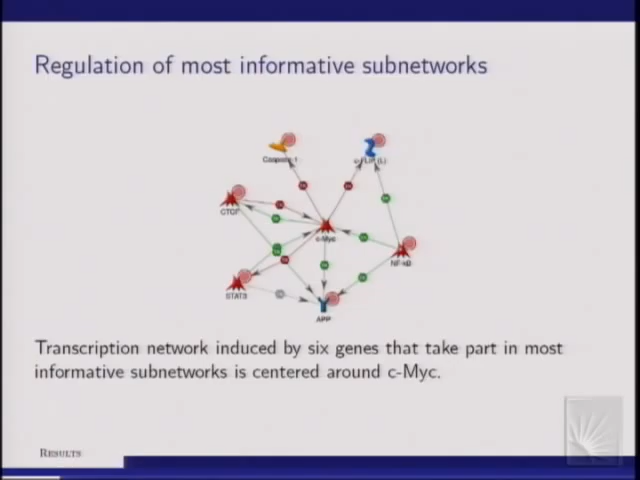 Regulation of most informative subnetworks
Caspase-1
c-FLIP (L)
CTCF
c-Myc
NF-kB
STAT3
APP
Transcription network induced by six genes that take part in most
informative subnetworks is centered around c-Myc.
Results